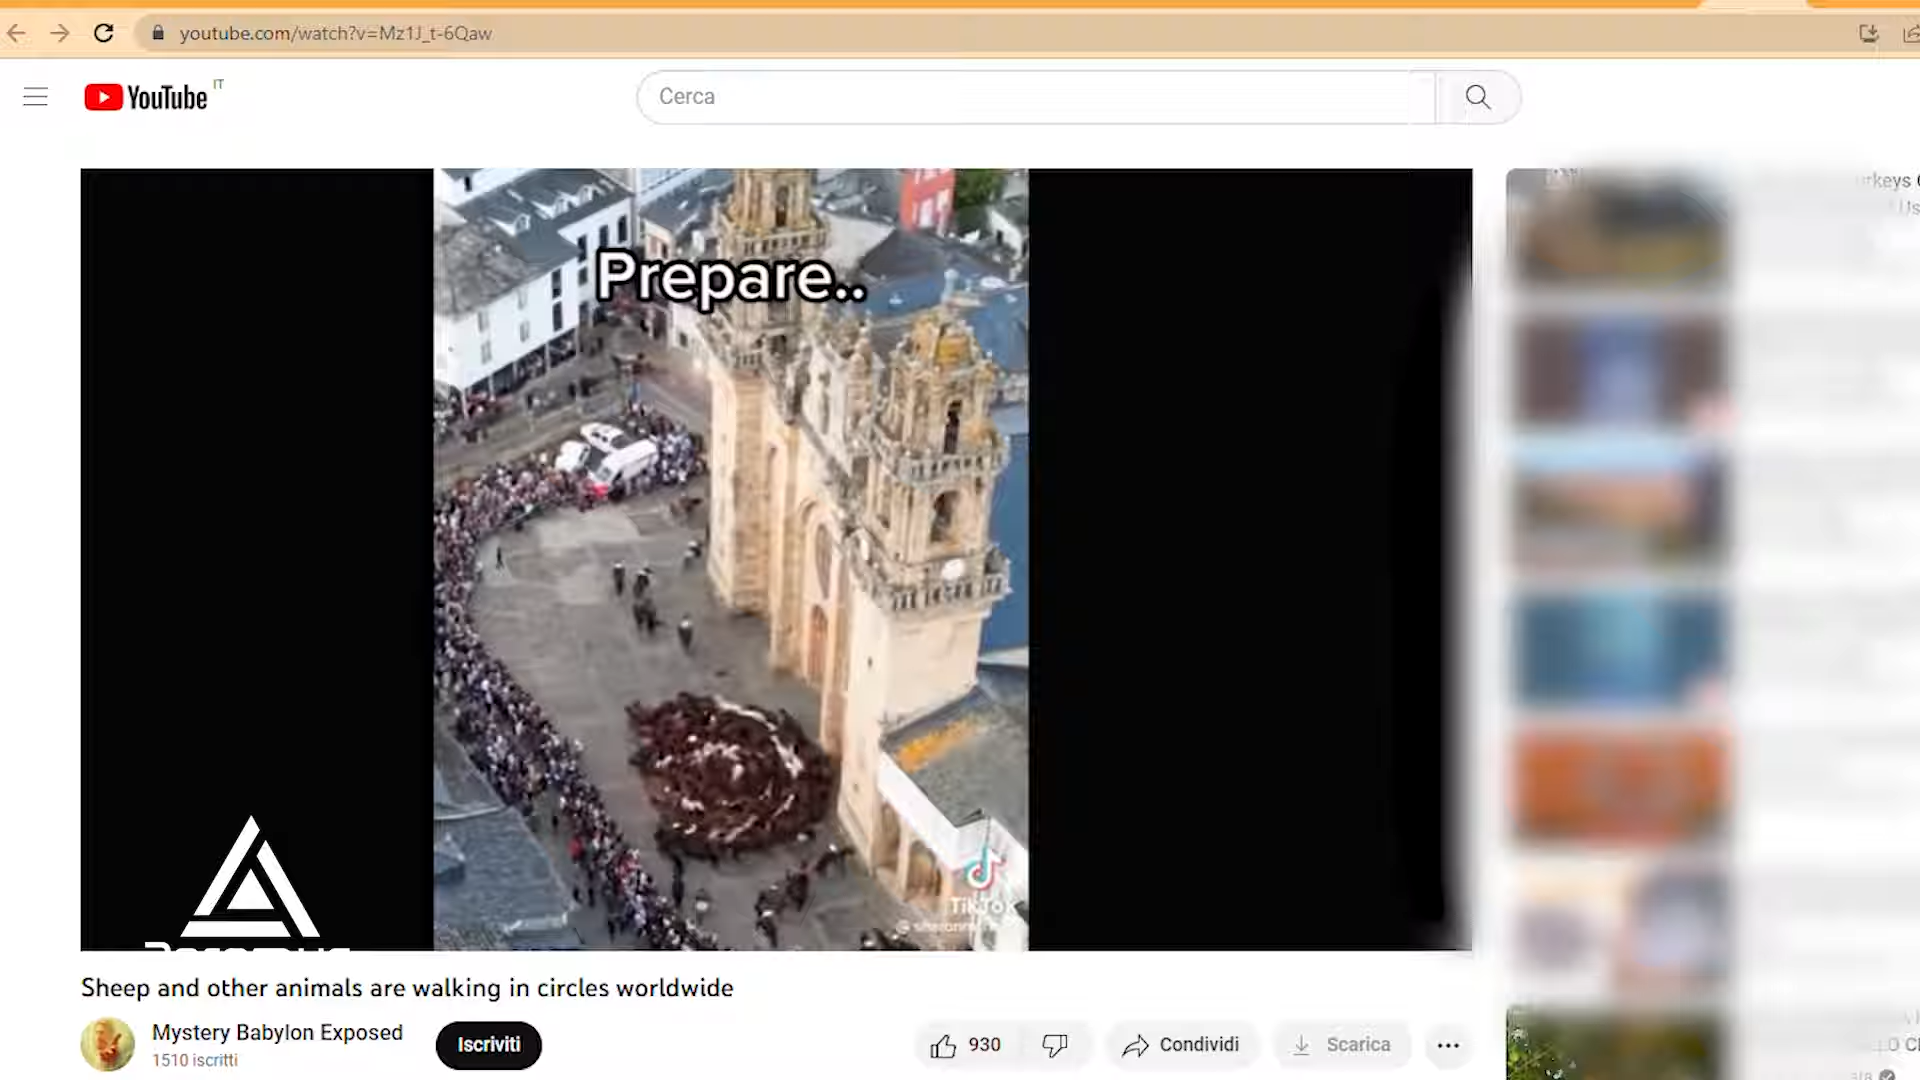 youtube.com/watch?v=Mz1J_t-6Qaw
YouTube IT
Cerca
Prepare..
TikTok
Sheep and other animals are walking in circles worldwide
Mystery Babylon Exposed
1510 iscritti
Iscriviti
930
Condividi
Scarica